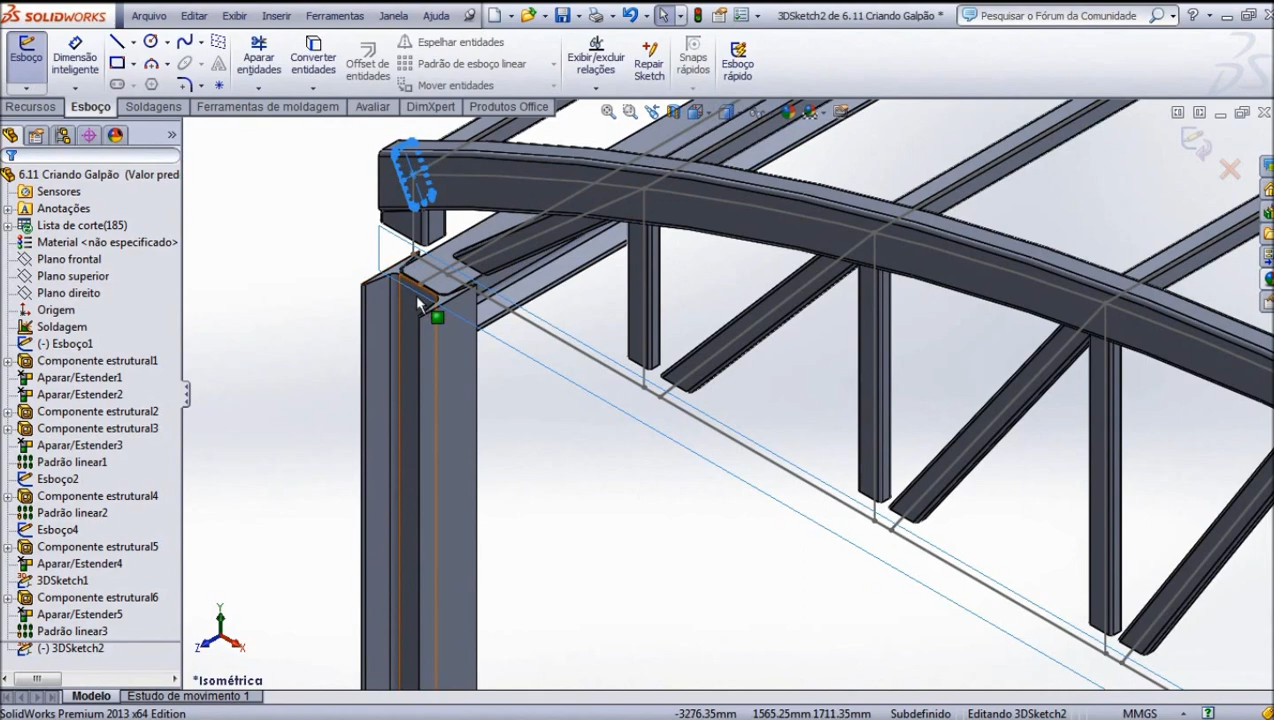 SOLIDWORKS Arquivo Editar Exibir Inserir Ferramentas Janela Ajuda 3DSketch2 de 6.11 Criando Galpão * Pesquisar o Fórum da Comunidade
Esboço Dimensão inteligente Aparar entidades Converter entidades Offset de entidades Espelhar entidades Exibir/excluir relações Repair Sketch Snaps rápidos Esboço rápido
Padrão de esboço linear
Mover entidades
Recursos Esboço Soldagens Ferramentas de moldagem Avaliar DimXpert Produtos Office
6.11 Criando Galpão (Valor pred
Sensores
Anotações
Lista de corte(185)
Material <não especificado>
Plano frontal
Plano superior
Plano direito
Origem
Soldagem
(-) Esboço1
Componente estrutural1
Aparar/Estender1
Aparar/Estender2
Componente estrutural2
Componente estrutural3
Aparar/Estender3
Padrão linear1
Esboço2
Componente estrutural4
Padrão linear2
Esboço4
Componente estrutural5
Aparar/Estender4
3DSketch1
Componente estrutural6
Aparar/Estender5
Padrão linear3
(-) 3DSketch2
Y
Z X
*Isométrica
Modelo Estudo de movimento 1
SolidWorks Premium 2013 x64 Edition -3276.35mm 1565.25mm 1711.35mm Subdefinido Editando 3DSketch2 MMGS